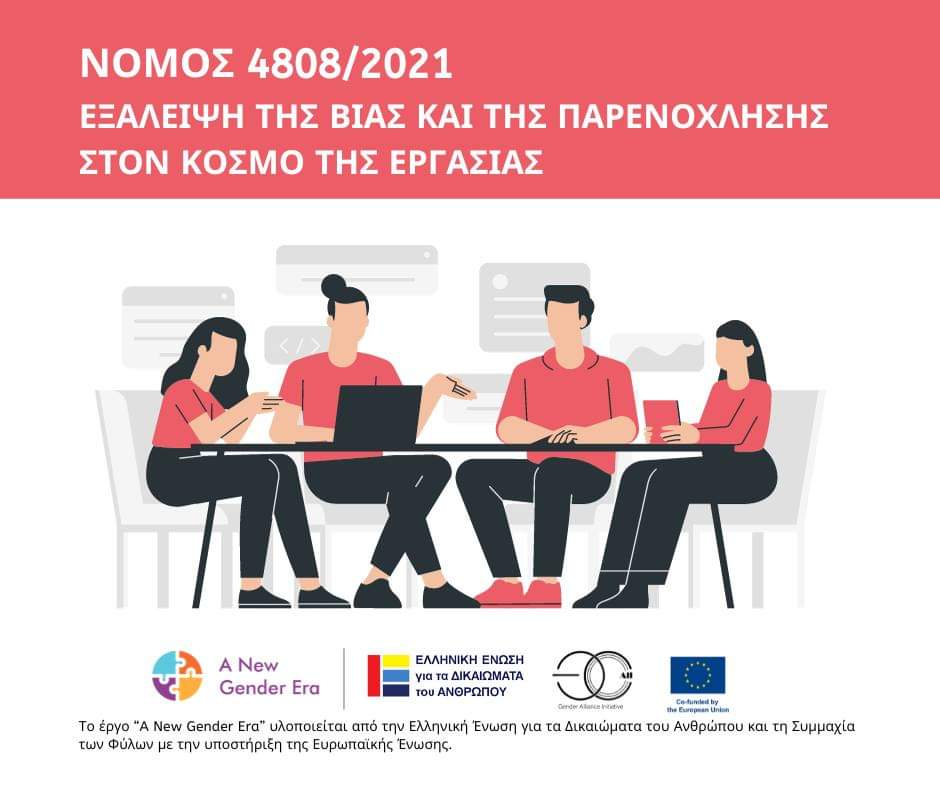 ΝΟΜΟΣ 4808/2021
ΕΞΑΛΕΙΨΗ ΤΗΣ ΒΙΑΣ ΚΑΙ ΤΗΣ ΠΑΡΕΝΟΧΛΗΣΗΣ
ΣΤΟΝ ΚΟΣΜΟ ΤΗΣ ΕΡΓΑΣΙΑΣ
</>
A New
Gender Era
ΕΛΛΗΝΙΚΗ ΕΝΩΣΗ
για τα ΔΙΚΑΙΩΜΑΤΑ
του ΑΝΘΡΩΠΟΥ
All
Gender Alliance Initiative
Co-funded by
the European Union
Το έργο “A New Gender Era” υλοποιείται από την Ελληνική Ένωση για τα Δικαιώματα του Ανθρώπου και τη Συμμαχία
των Φύλων με την υποστήριξη της Ευρωπαϊκής Ένωσης.